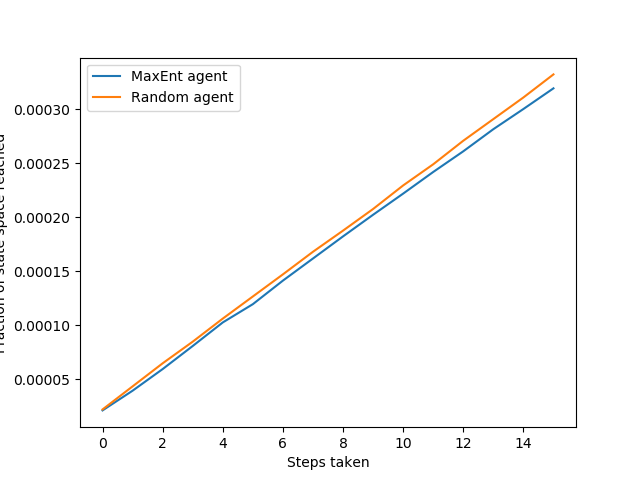 MaxEnt agent
Random agent
0.00030
0.00025
0.00020
0.00015
0.00010
0.00005
of state space reached
0 2 4 6 8 10 12 14
Steps taken